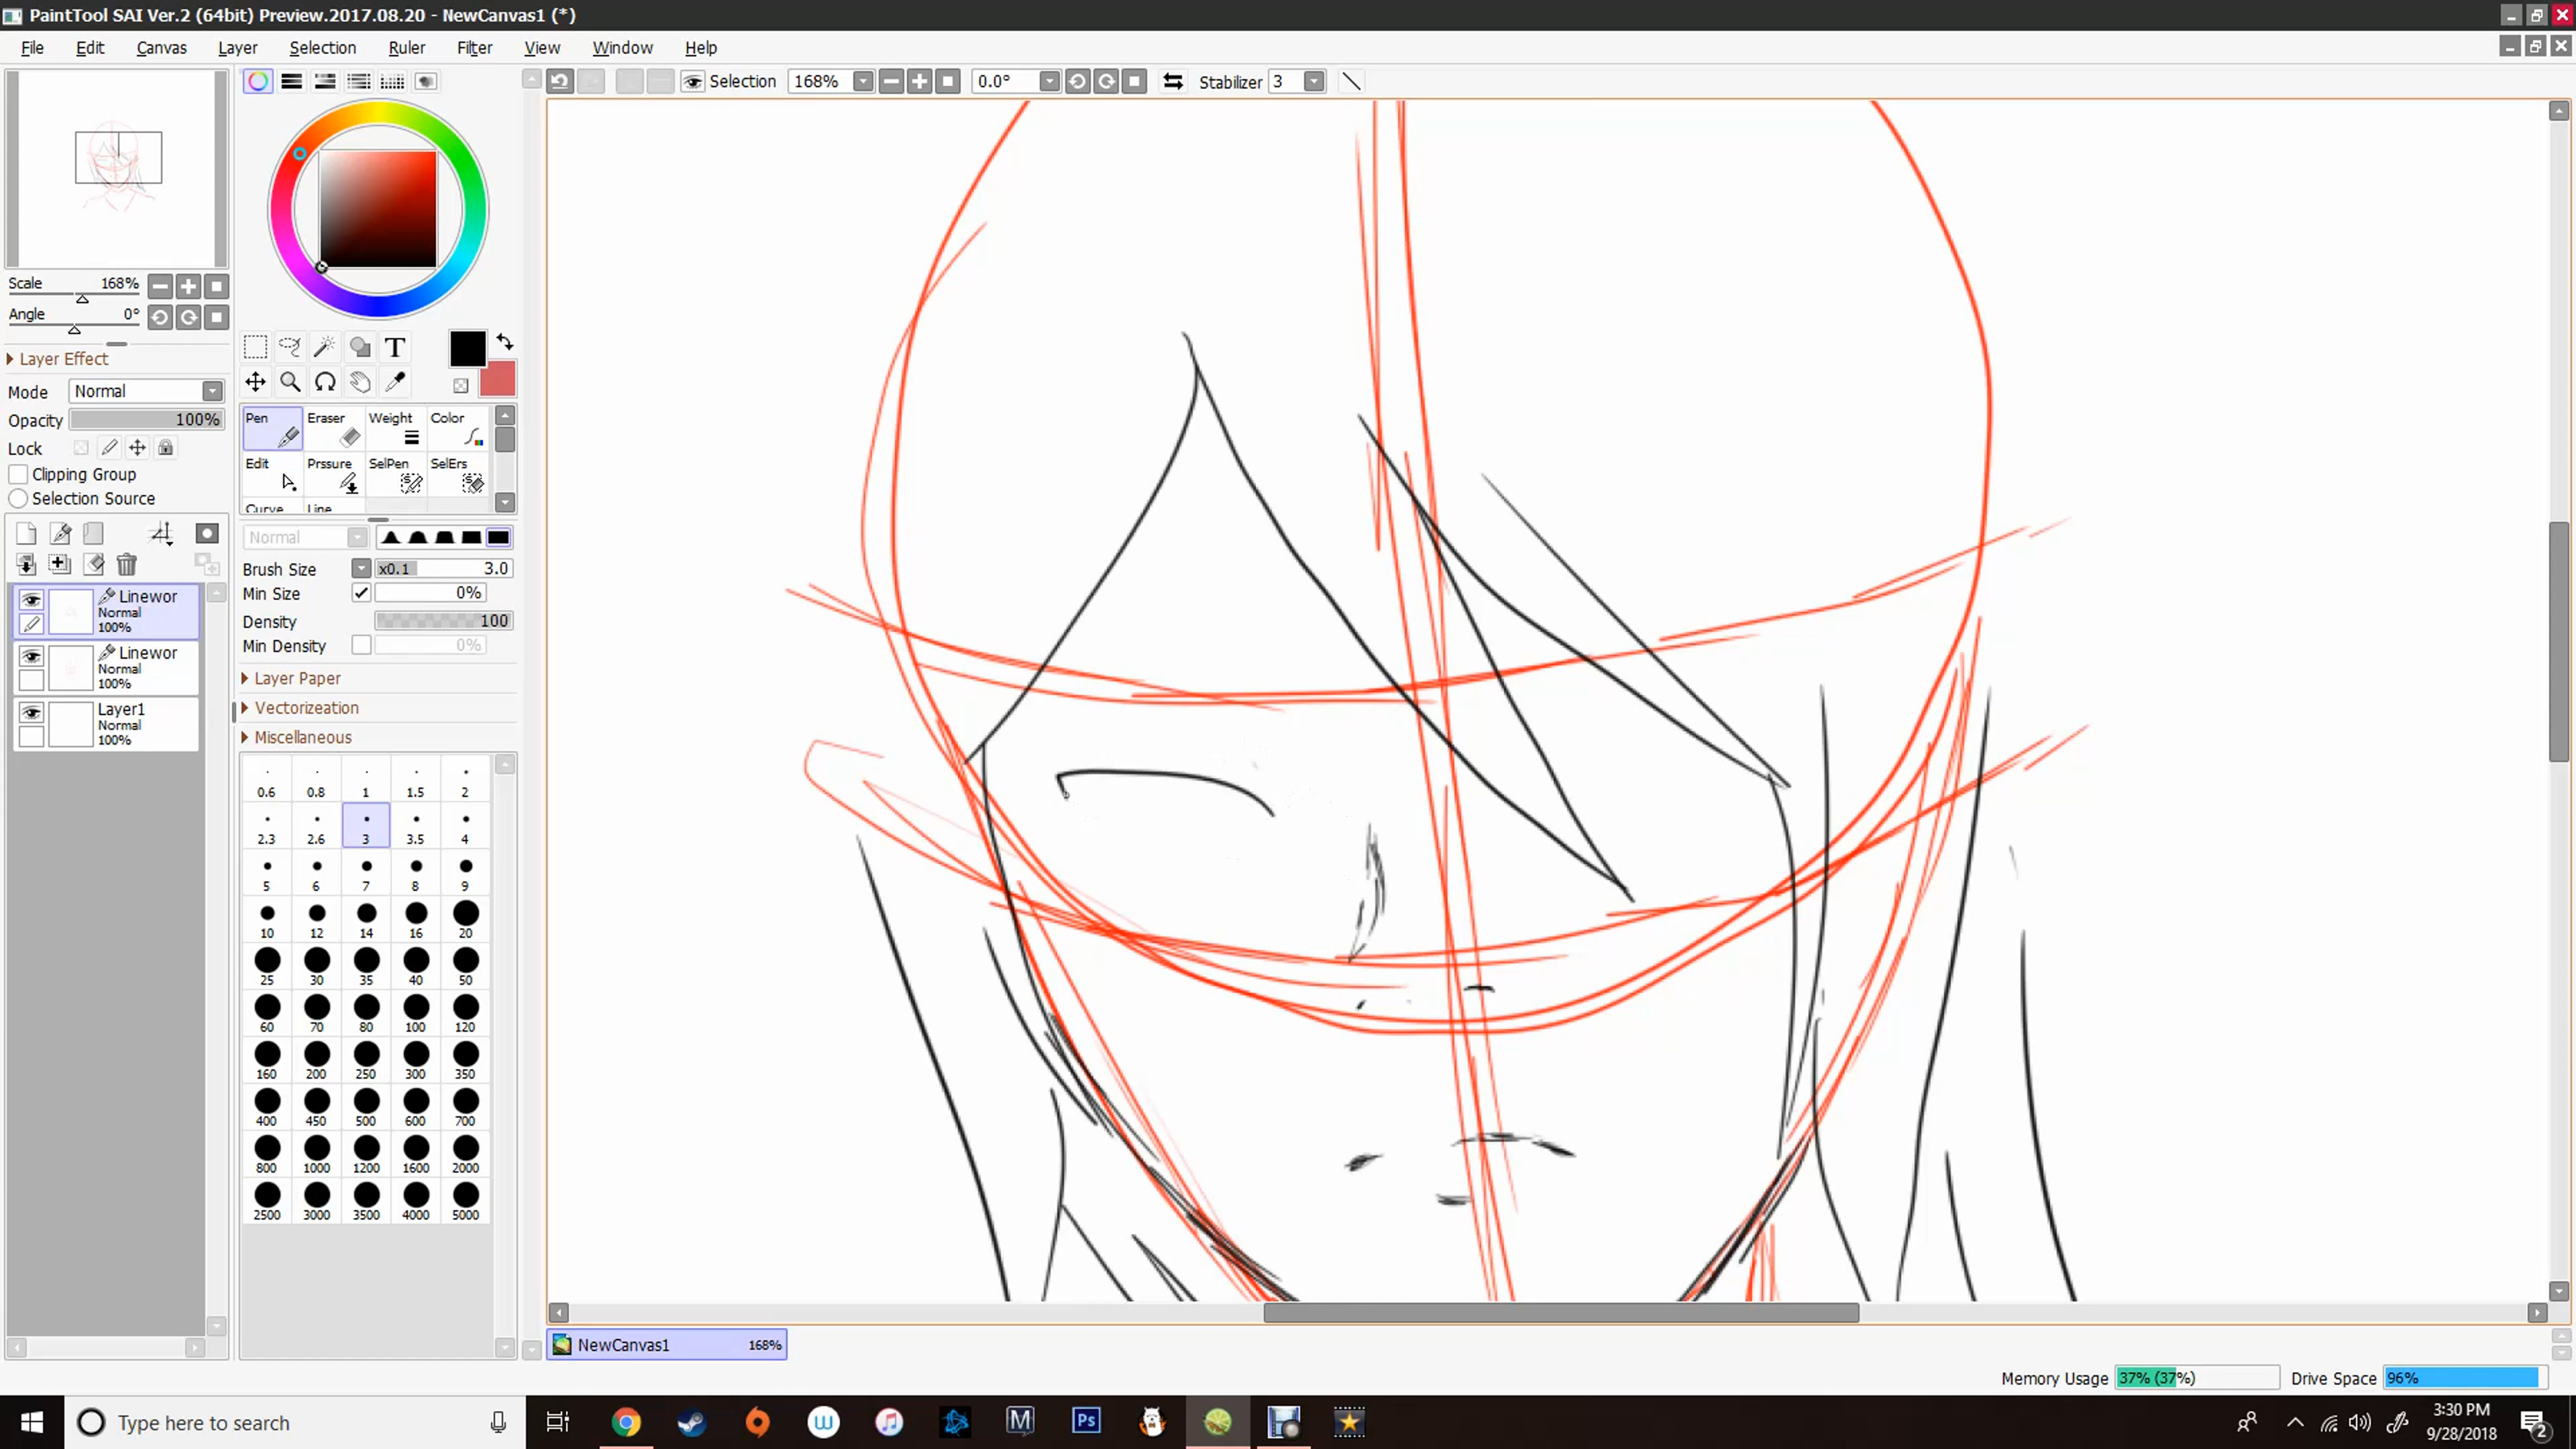 PaintTool SAI Ver.2 (64bit) Preview.2017.08.20 - NewCanvas1 (*)
File Edit Canvas Layer Selection Ruler Filter View Window Help
Selection 168% 0.0° Stabilizer 3
Scale 168%
Angle 0°
Layer Effect
Mode Normal
Opacity 100%
Lock
Clipping Group
Selection Source
Linewor
Normal
100%
Linewor
Normal
100%
Layer1
Normal
100%
T
Pen Eraser Weight Color
Edit Prssure SelPen SelErs
Curve Line
Normal
Brush Size x0.1 3.0
Min Size 0%
Density 100
Min Density 0%
Layer Paper
Vectorizeation
Miscellaneous
0.6 0.8 1 1.5 2
2.3 2.6 3 3.5 4
5 6 7 8 9
10 12 14 16 20
25 30 35 40 50
60 70 80 100 120
160 200 250 300 350
400 450 500 600 700
800 1000 1200 1600 2000
2500 3000 3500 4000 5000
NewCanvas1 168%
Memory Usage 37% (37%) Drive Space 96%
Type here to search
W
M
Ps
3:30 PM
9/28/2018
2